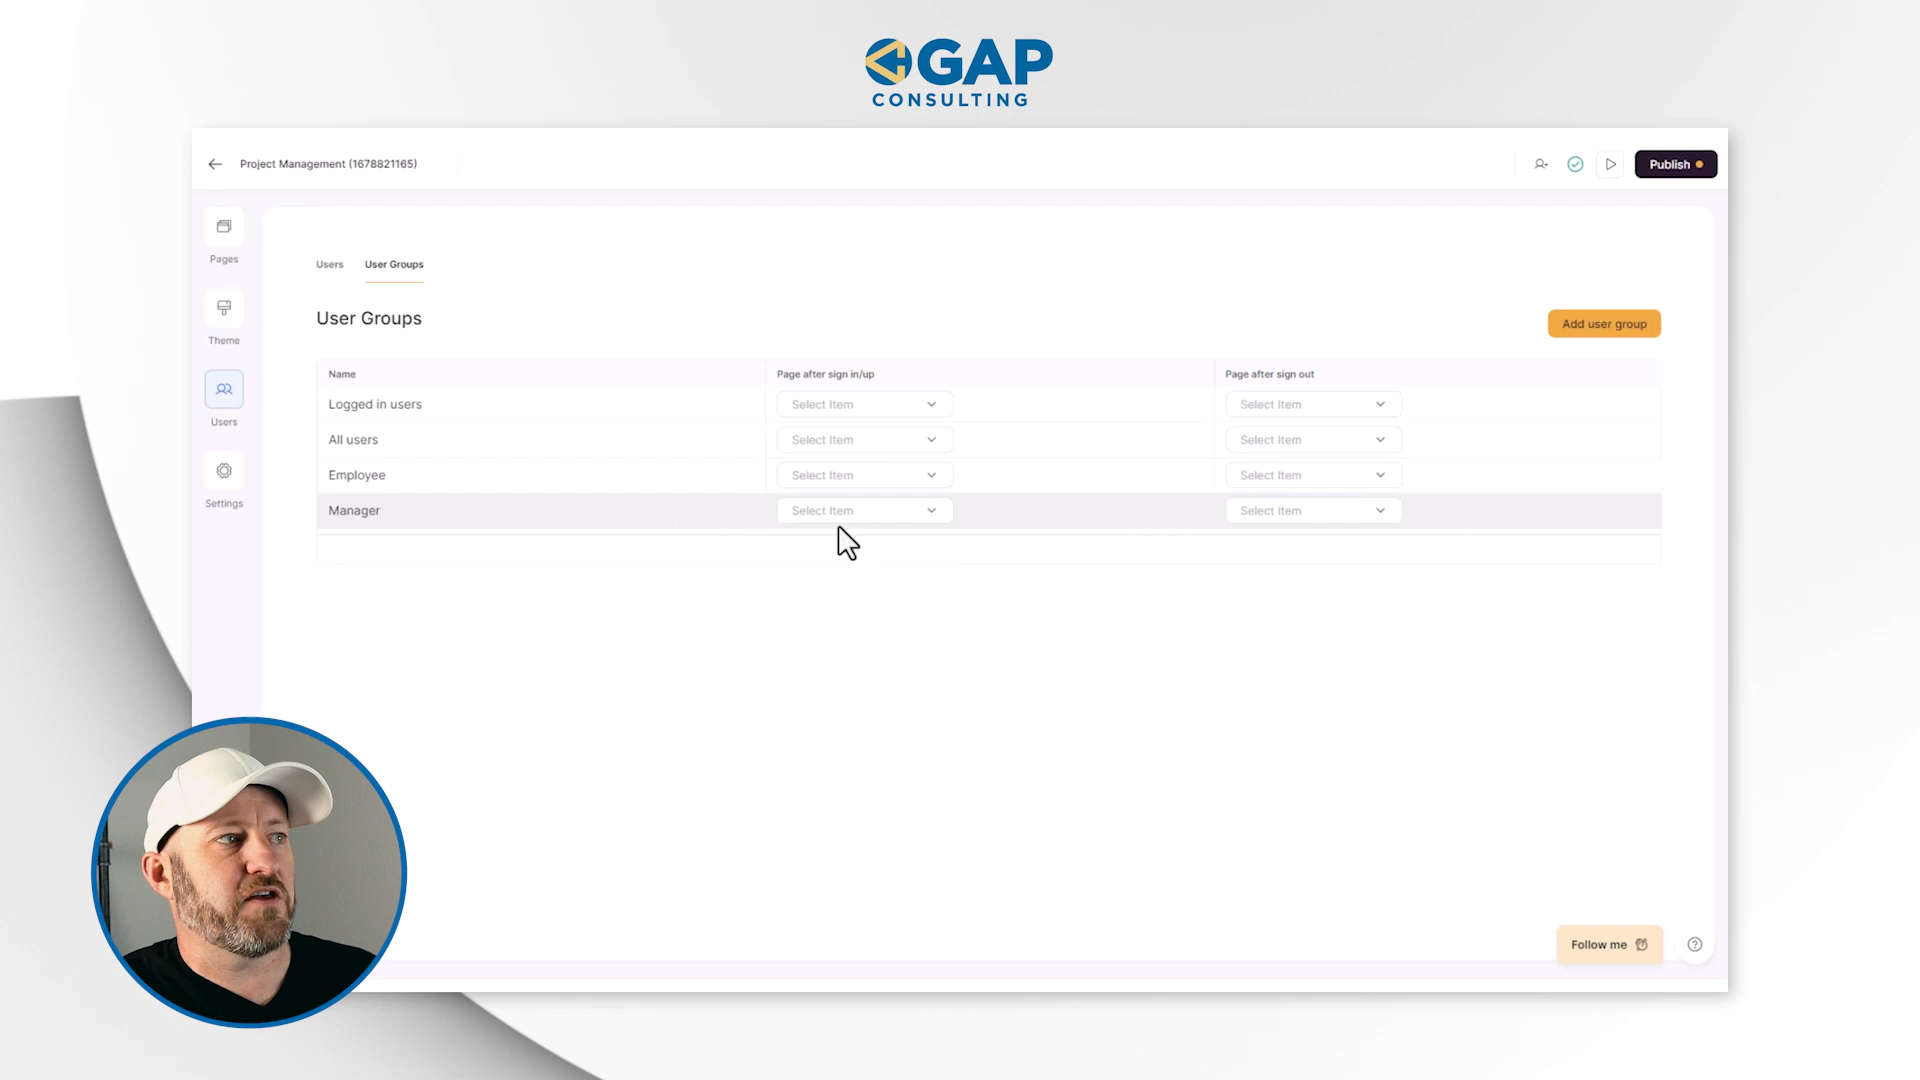 GAP
CONSULTING
Project Management (1678821165)
Publish
Pages
Theme
Users
Settings
Users User Groups
User Groups
Add user group
Name Page after sign in/up Page after sign out
Logged in users Select Item Select Item
All users Select Item Select Item
Employee Select Item Select Item
Manager Select Item Select Item
Follow me
?